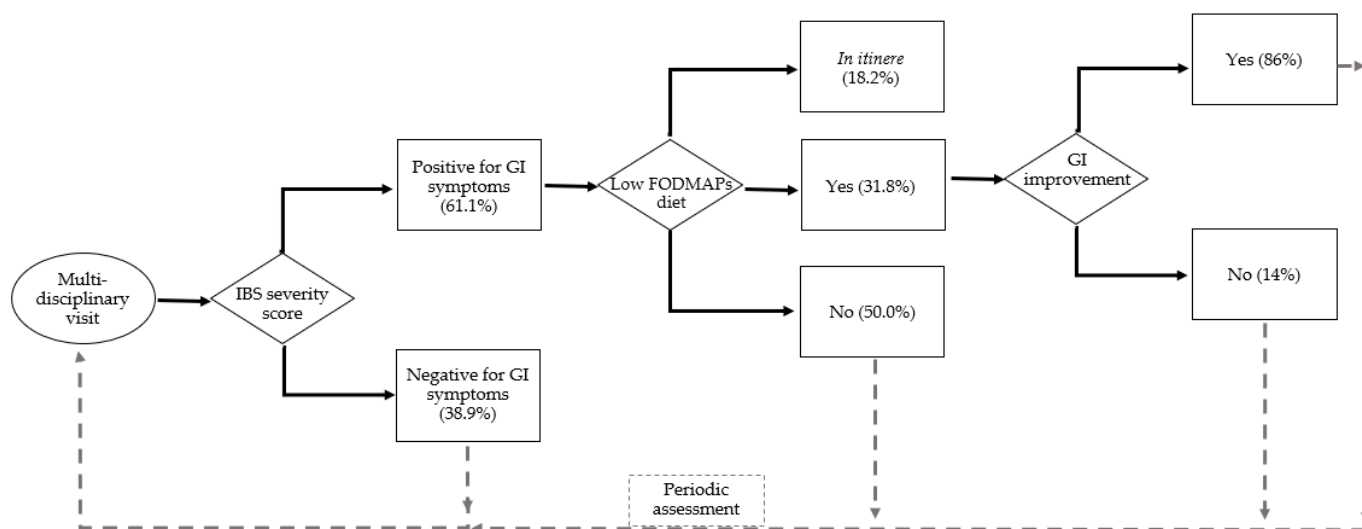 Multi-
disciplinary
visit
IBS severity
score
Positive for GI
symptoms
(61.1%)
Negative for GI
symptoms
(38.9%)
Low FODMAPs
diet
In itinere
(18.2%)
Yes (31.8%)
No (50.0%)
GI
improvement
Yes (86%)
No (14%)
Periodic
assessment